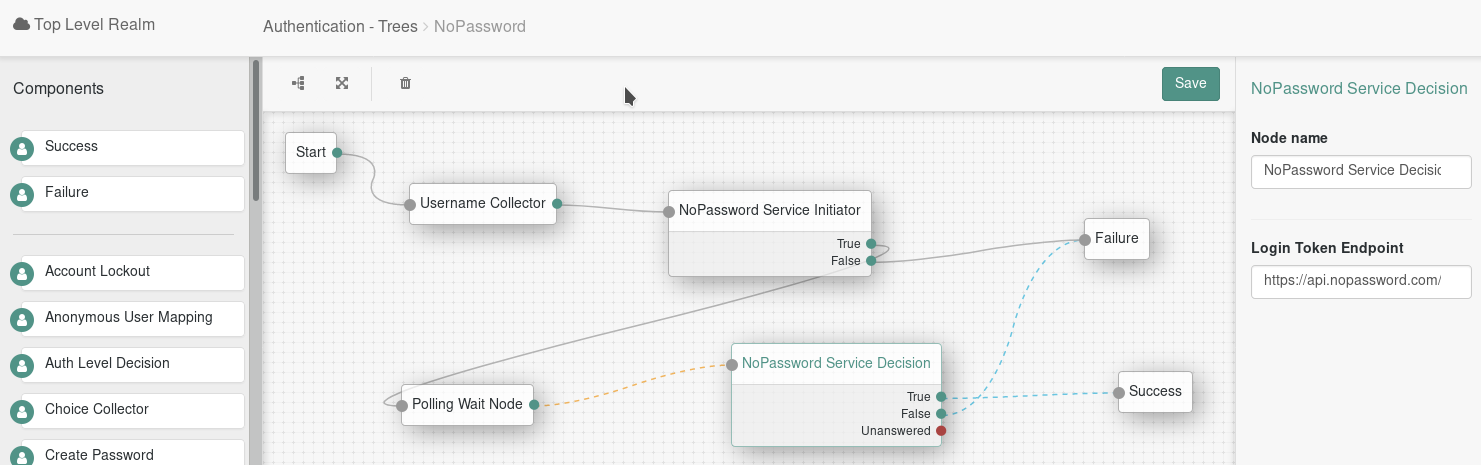 Top Level Realm
Authentication - Trees › NoPassword
Components
Success
Failure
Account Lockout
Anonymous User Mapping
Auth Level Decision
Choice Collector
Create Password
Save
Start
Username Collector
NoPassword Service Initiator
True
False
Failure
Polling Wait Node
NoPassword Service Decision
True
False
Unanswered
Success
NoPassword Service Decision
Node name
NoPassword Service Decisic
Login Token Endpoint
https://api.nopassword.com/